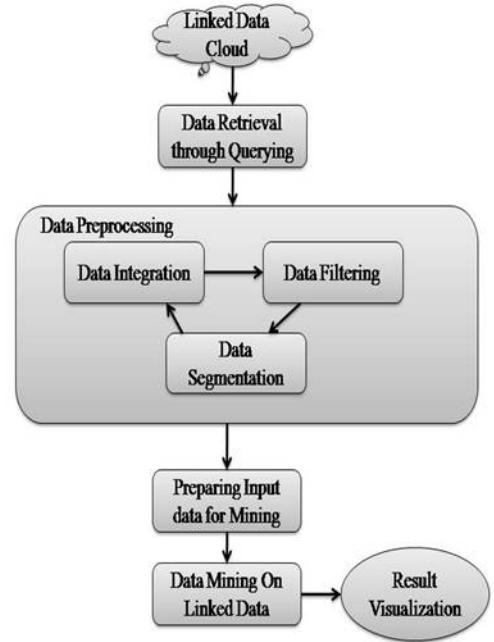 Linked Data
Cloud
Data Retrieval
through Querying
Data Preprocessing
Data Integration
Data Filtering
Data
Segmentation
Preparing Input
data for Mining
Data Mining On
Linked Data
Result
Visualization